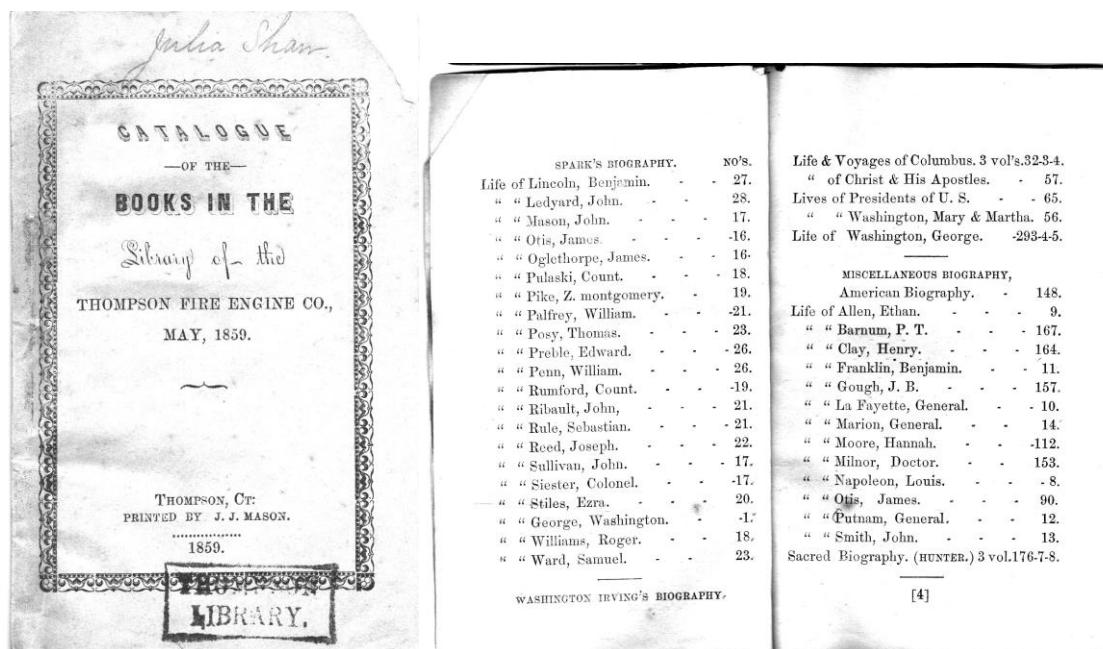 Julia Shaw
CATALOGUE
—OF THE—
BOOKS IN THE
Library of the
THOMPSON FIRE ENGINE CO.,
MAY, 1859.
THOMPSON, CT:
PRINTED BY J. J. MASON.
1859.
THOMPSON
LIBRARY.
SPARK'S BIOGRAPHY. NO'S.
Life of Lincoln, Benjamin. - - 27.
" " Ledyard, John. - - 28.
" " Mason, John. - - - 17.
" " Otis, James. - - - -16.
" " Oglethorpe, James. - - 16.
" " Pulaski, Count. - - - 18.
" " Pike, Z. montgomery. - 19.
" " Palfrey, William. - - -21.
" " Posy, Thomas. - - - 23.
" " Preble, Edward. - - - 26.
" " Penn, William. - - - 26.
" " Rumford, Count. - - -19.
" " Ribault, John, - - - 21.
" " Rule, Sebastian. - - - 21.
" " Reed, Joseph. - - - 22.
" " Sullivan, John. - - - 17.
" " Siester, Colonel. - - -17.
" " Stiles, Ezra. - - - 20.
" " George, Washington. - -1.
" " Williams, Roger. - - 18.
" " Ward, Samuel. - - 23.
WASHINGTON IRVING'S BIOGRAPHY.
Life & Voyages of Columbus. 3 vol's.32-3-4.
" of Christ & His Apostles. - 57.
Lives of Presidents of U. S. - - 65.
" " Washington, Mary & Martha. 56.
Life of Washington, George. -293-4-5.
MISCELLANEOUS BIOGRAPHY,
American Biography. - 148.
Life of Allen, Ethan. - - - 9.
" " Barnum, P. T. - - - 167.
" " Clay, Henry. - - - 164.
" " Franklin, Benjamin. - - 11.
" " Gough, J. B. - - - 157.
" " La Fayette, General. - - 10.
" " Marion, General. - - 14.
" " Moore, Hannah. - - -112.
" " Milnor, Doctor. - - 153.
" " Napoleon, Louis. - - - 8.
" " Otis, James. - - - 90.
" " Putnam, General. - - 12.
" " Smith, John. - - - 13.
Sacred Biography. (HUNTER.) 3 vol.176-7-8.
[4]